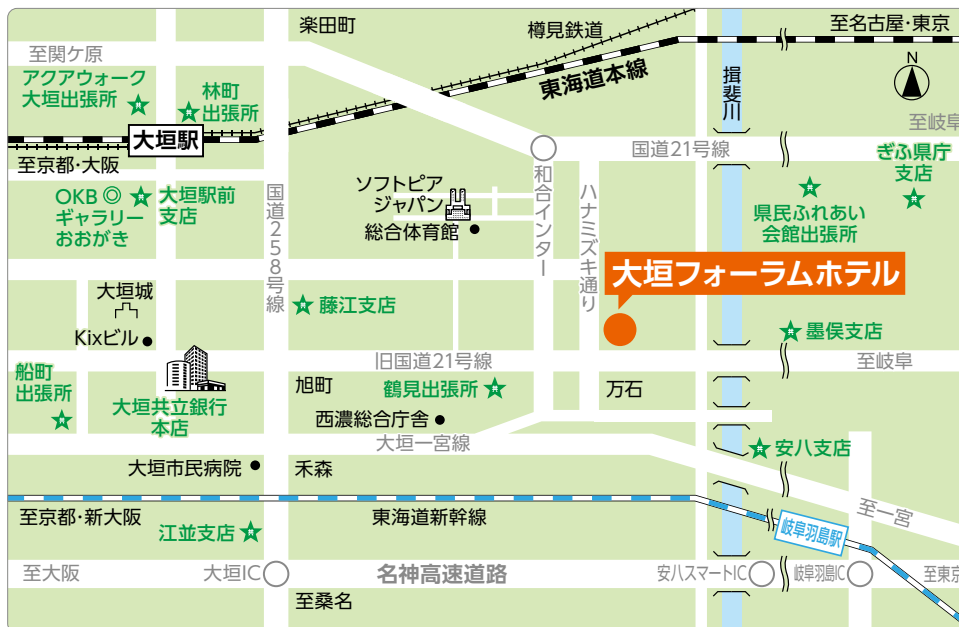 楽田町
樽見鉄道
至名古屋・東京
至関ケ原
東海道本線
N
アクアウォーク
大垣出張所
林町
出張所
揖斐川
至岐阜
大垣駅
国道21号線
至京都・大阪
ぎふ県庁
支店
OKB◎
ギャラリー
おおがき
大垣駅前
支店
国道258号線
ソフトピア
ジャパン
総合体育館
和合インター
ハナミズキ通り
県民ふれあい
会館出張所
大垣フォーラムホテル
大垣城
藤江支店
Kixビル
墨俣支店
旧国道21号線
至岐阜
船町
出張所
大垣共立銀行
本店
旭町
鶴見出張所
万石
西濃総合庁舎
大垣一宮線
安八支店
大垣市民病院
禾森
至京都・新大阪
東海道新幹線
至一宮
江並支店
岐阜羽島駅
至大阪
大垣IC
名神高速道路
安八スマートIC
岐阜羽島IC
至東京
至桑名